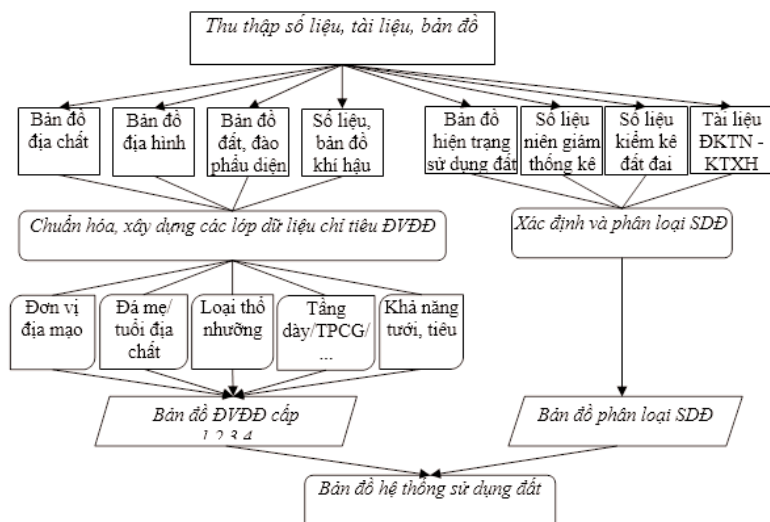 Thu thập số liệu, tài liệu, bản đồ
Bản đồ
địa chất
Bản đồ
địa hình
Bản đồ
đất, đào
phẫu diện
Số liệu,
bản đồ
khí hậu
Bản đồ
hiện trạng
sử dụng đất
Số liệu
niên giám
thống kê
Số liệu
kiểm kê
đất đai
Tài liệu
ĐKTN -
KTXH
Chuẩn hóa, xây dựng các lớp dữ liệu chỉ tiêu ĐVĐĐ
Xác định và phân loại SDĐ
Đơn vị
địa mạo
Đá mẹ/
tuổi địa
chất
Loại thổ
nhưỡng
Tầng
dày/TPCG/
...
Khả năng
tưới, tiêu
Bản đồ ĐVĐĐ cấp
1,2,3,4
Bản đồ phân loại SDĐ
Bản đồ hệ thống sử dụng đất